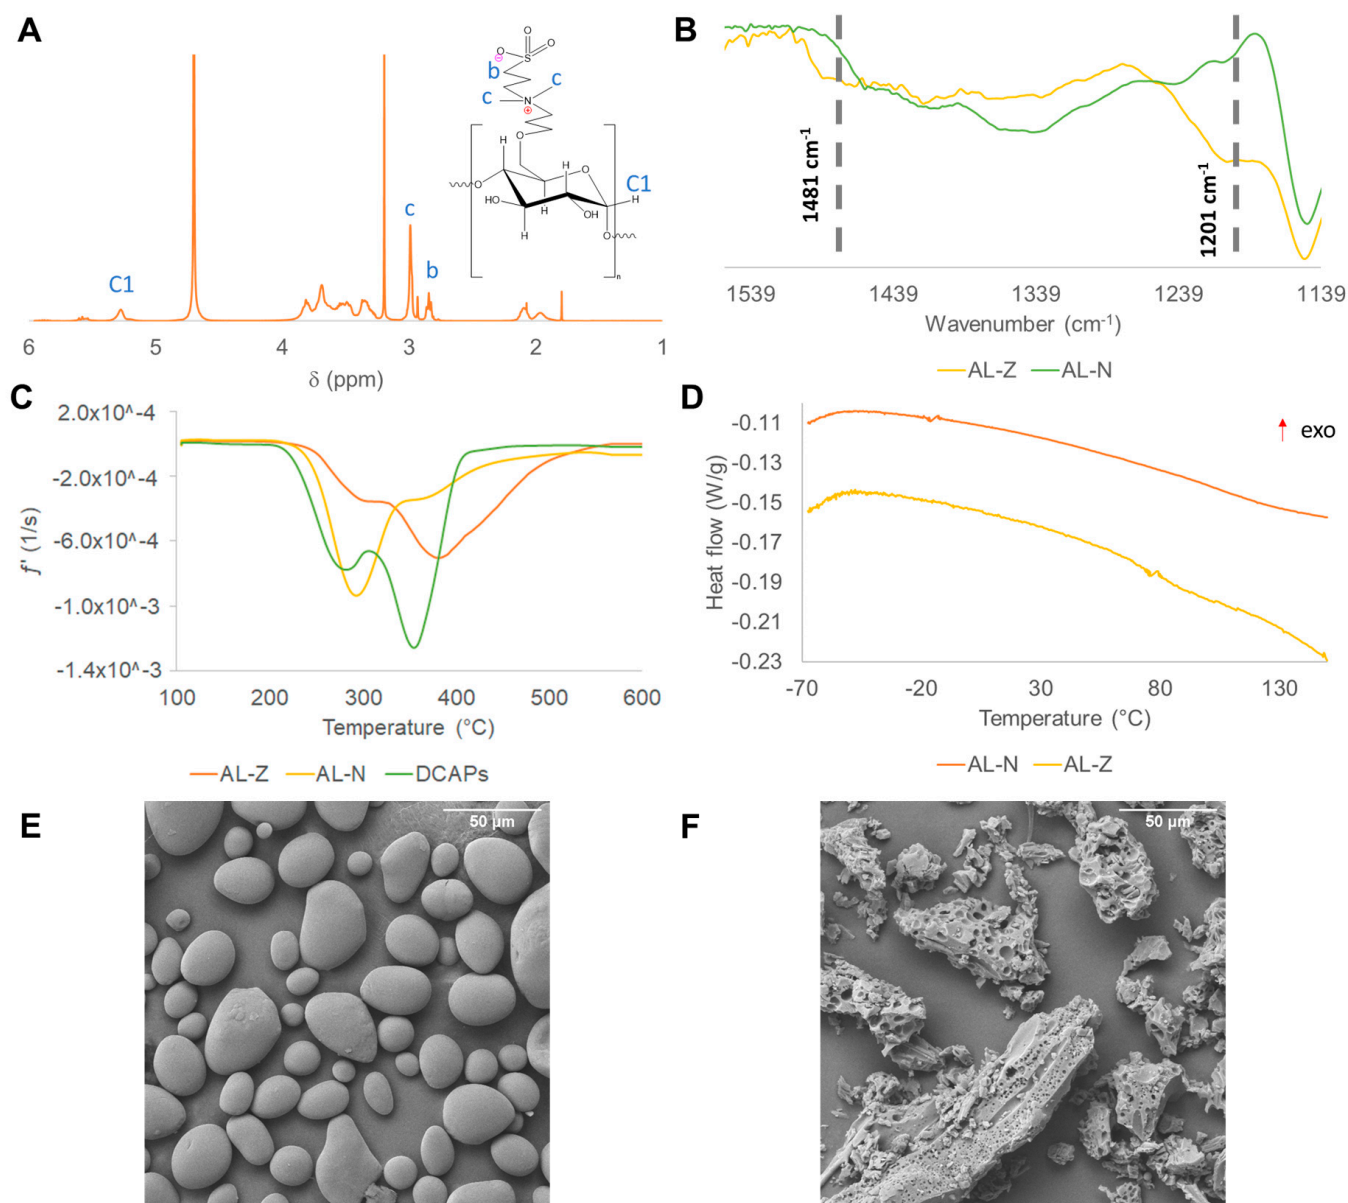 A
O
O
O
S
⊖
b
c
c
N
⊕
O
H
H
O
C1
O
H
HO
H
OH
H
O
n
C1
c
b
6
5
4
3
2
1
δ (ppm)
B
1481 cm-1
1201 cm-1
1539
1439
1339
1239
1139
Wavenumber (cm-1)
AL-Z
AL-N
C
2.0x10^-4
-2.0x10^-4
-6.0x10^-4
-1.0x10^-3
-1.4x10^-3
f' (1/s)
100
200
300
400
500
600
Temperature (°C)
AL-Z
AL-N
DCAPs
D
-0.11
-0.13
-0.15
-0.17
-0.19
-0.21
-0.23
Heat flow (W/g)
exo
-70
-20
30
80
130
Temperature (°C)
AL-N
AL-Z
E
50 µm
F
50 µm